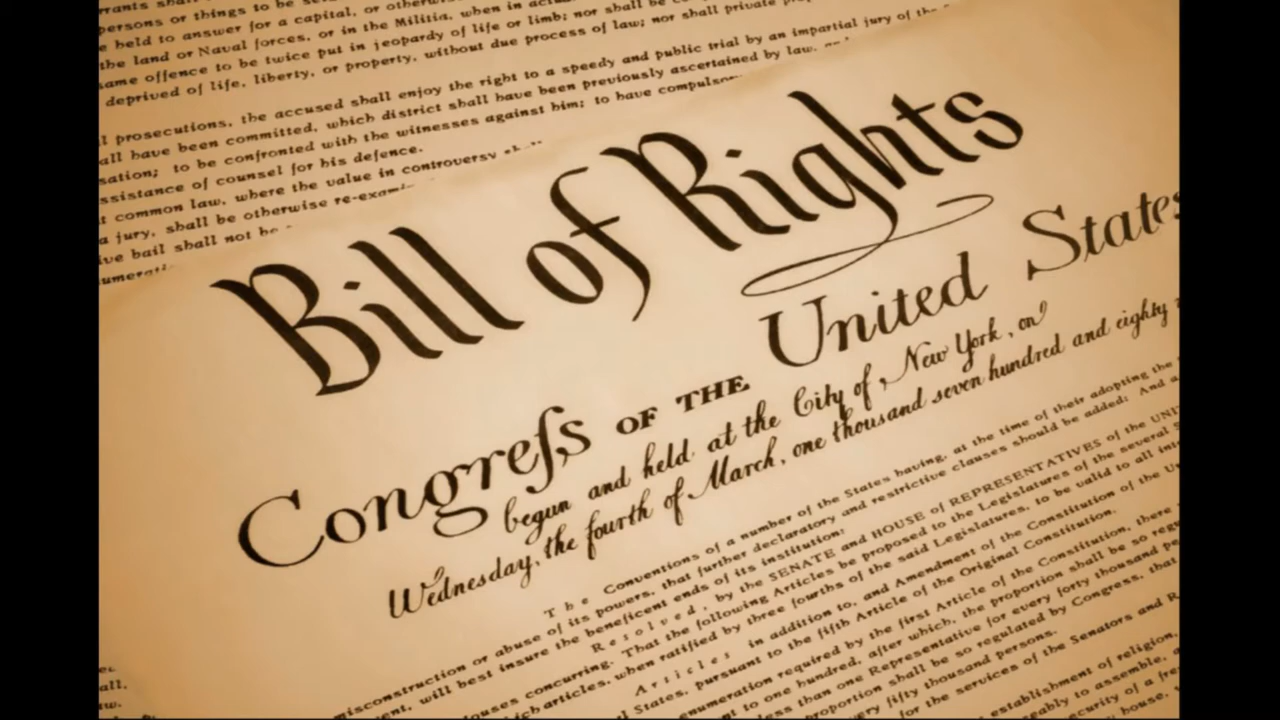 rrants shall
persons or things to be
be held to answer for a capital, or otherwise
the land or Naval forces, or in the Militia, when in
same offence to be twice put in jeopardy of life or limb; nor shall be
deprived of life, liberty, or property, without due process of law; nor shall private
l prosecutions, the accused shall enjoy the right to a speedy and public trial by an impartial jury of the
all have been committed, which district shall have been previously ascertained by law,
sation; to be confronted with the witnesses against him; to have
ssistance of counsel for his defence.
t common law, where the value in controversy
a jury, shall be otherwise
ive bail shall not be
Bill of Rights
Congreſs OF THE United States
begun and held at the City of New York, on
Wednesday, the fourth of March, one thousand seven hundred and eighty
The Conventions of a number of the States having, at the time of their adopting the
misconstruction or abuse of its powers, that further declaratory and restrictive clauses should be added: And
ent, will best insure the beneficent ends of its institution:
Resolved, by the SENATE and HOUSE of REPRESENTATIVES of the
ouses concurring. That the following Articles be proposed to the Legislatures of the several
ch articles, when ratified by three fourths of the said Legislatures, to be valid to all
Articles in addition to, and Amendment of the Constitution of the
l States, pursuant to the fifth Article of the Original Constitution.
enumeration required by the first Article of the Constitution, there
to one hundred, after which, the proportion shall be so
less than one Representative for every forty thousand
proportion shall be so regulated by Congress, that
very fifty thousand persons.
for the services of the Senators and
establishment of religion,
to assemble,
of a
house,
all,